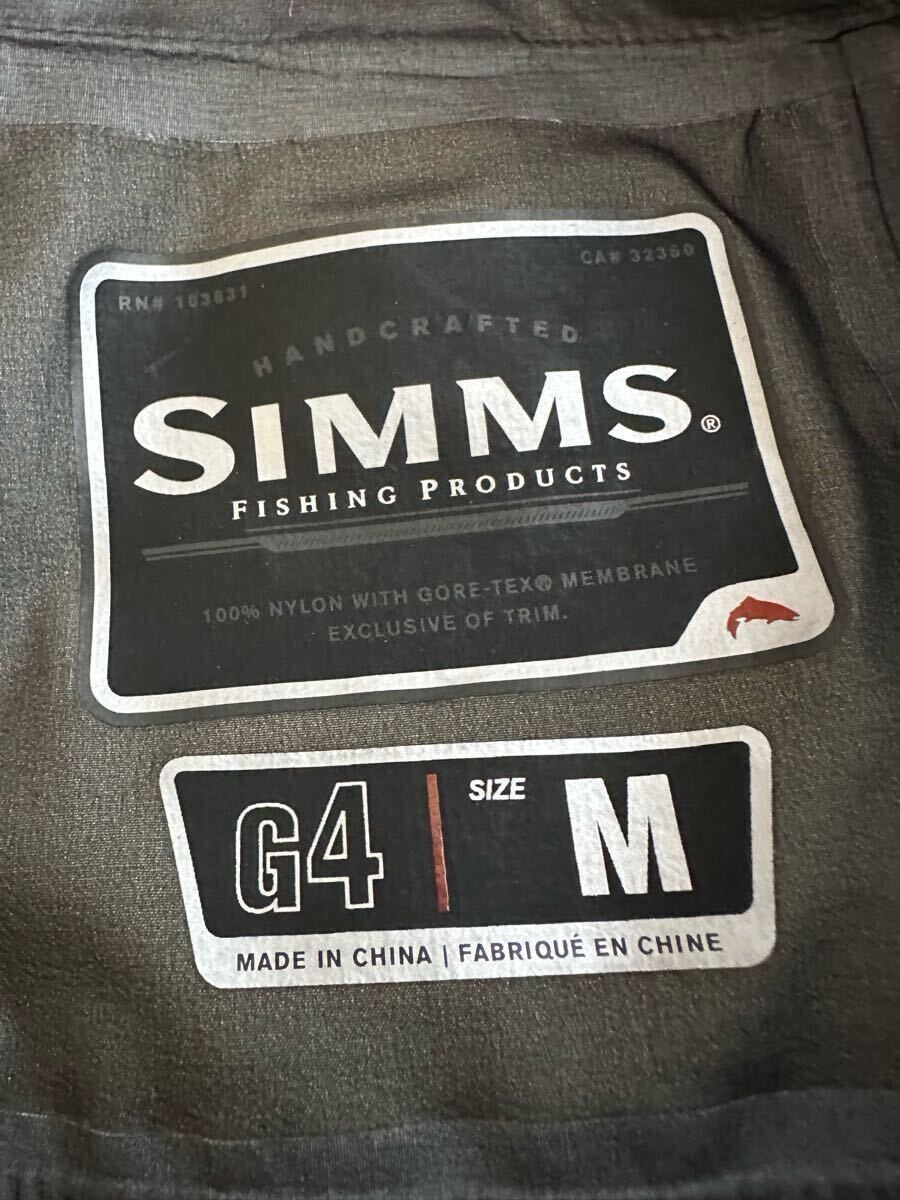 RN# 103831
CA# 32350
HANDCRAFTED
SIMMS®
FISHING PRODUCTS
100% NYLON WITH GORE-TEX® MEMBRANE
EXCLUSIVE OF TRIM.
G4 | SIZE M
MADE IN CHINA | FABRIQUÉ EN CHINE